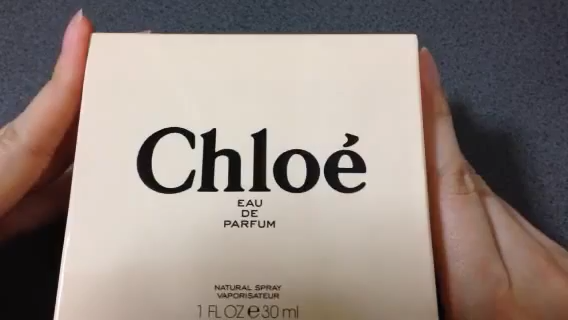 Chloé
EAU
DE
PARFUM
NATURAL SPRAY
VAPORISATEUR
1 FL OZ ℮ 30 ml